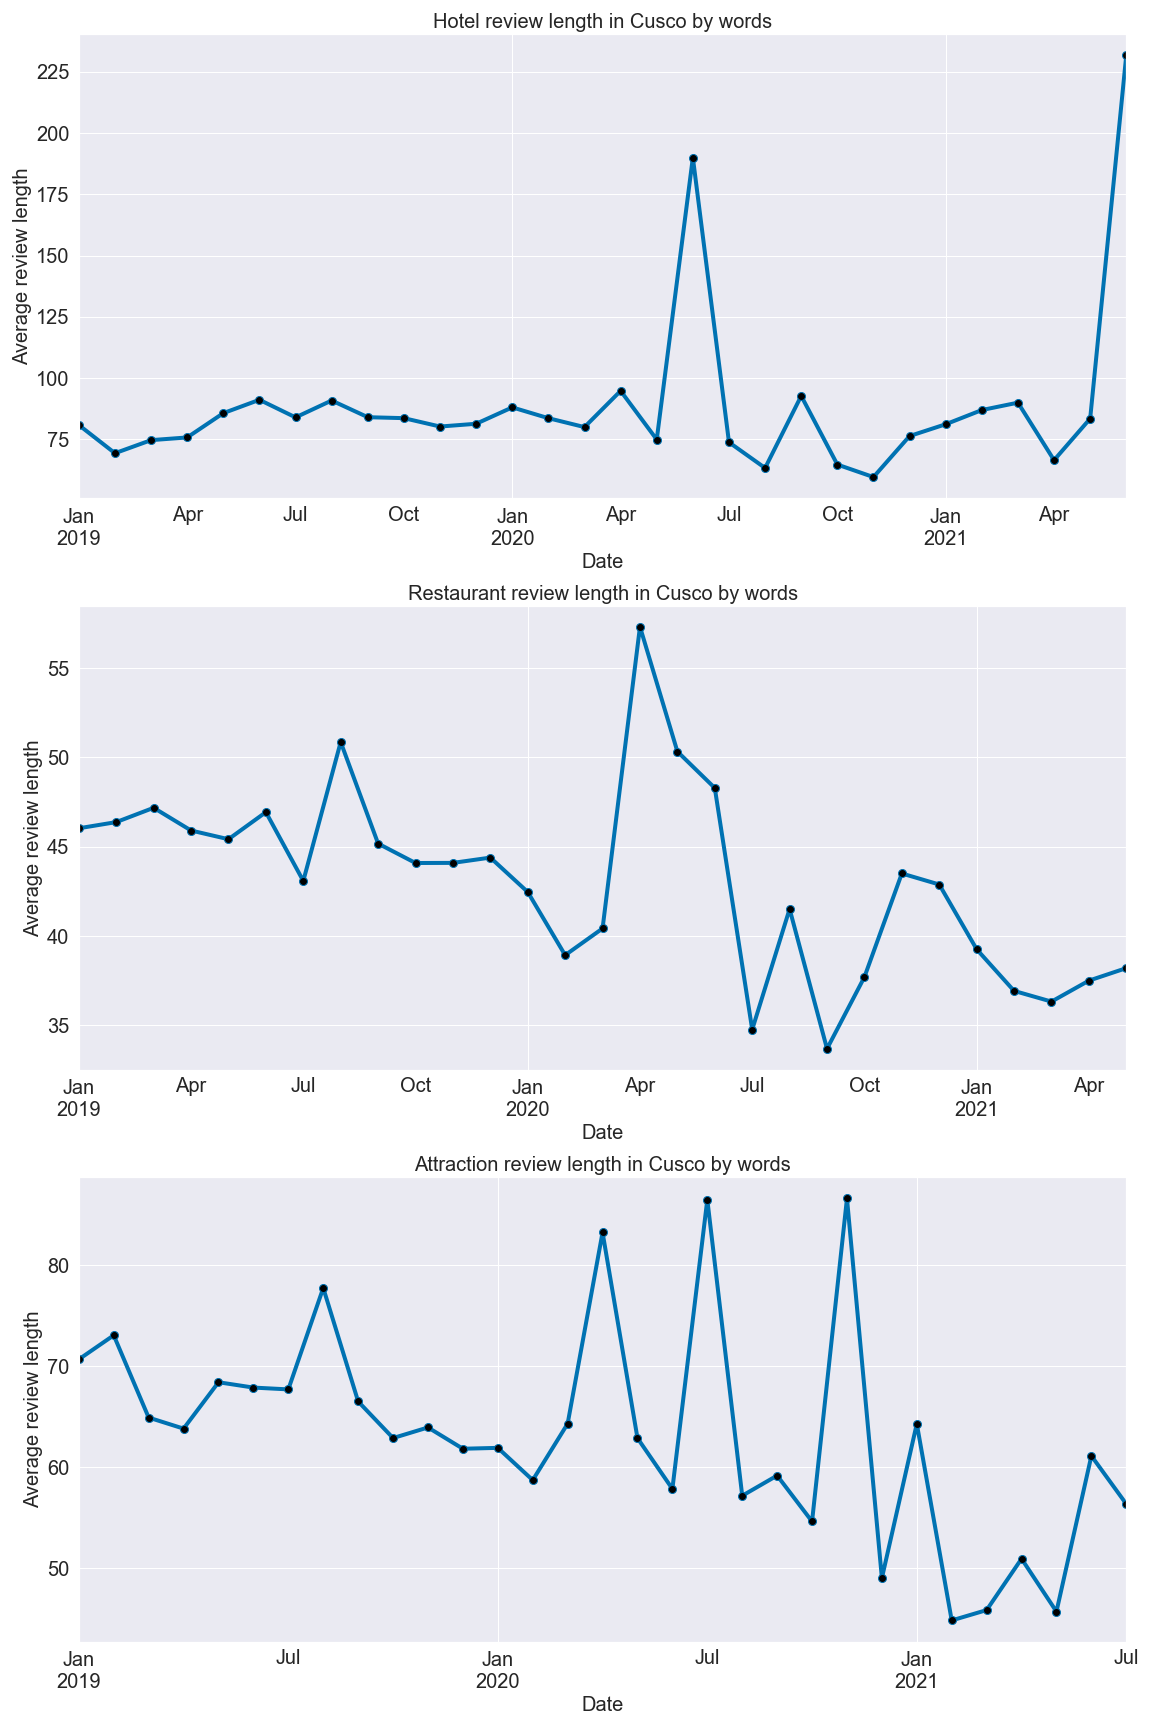 Hotel review length in Cusco by words
Average review length
225
200
175
150
125
100
75
Jan Apr Jul Oct Jan Apr Jul Oct Jan Apr
2019 2020 2021
Date
Restaurant review length in Cusco by words
Average review length
55
50
45
40
35
Jan Apr Jul Oct Jan Apr Jul Oct Jan Apr
2019 2020 2021
Date
Attraction review length in Cusco by words
Average review length
80
70
60
50
Jan Jul Jan Jul Jan Jul
2019 2020 2021
Date